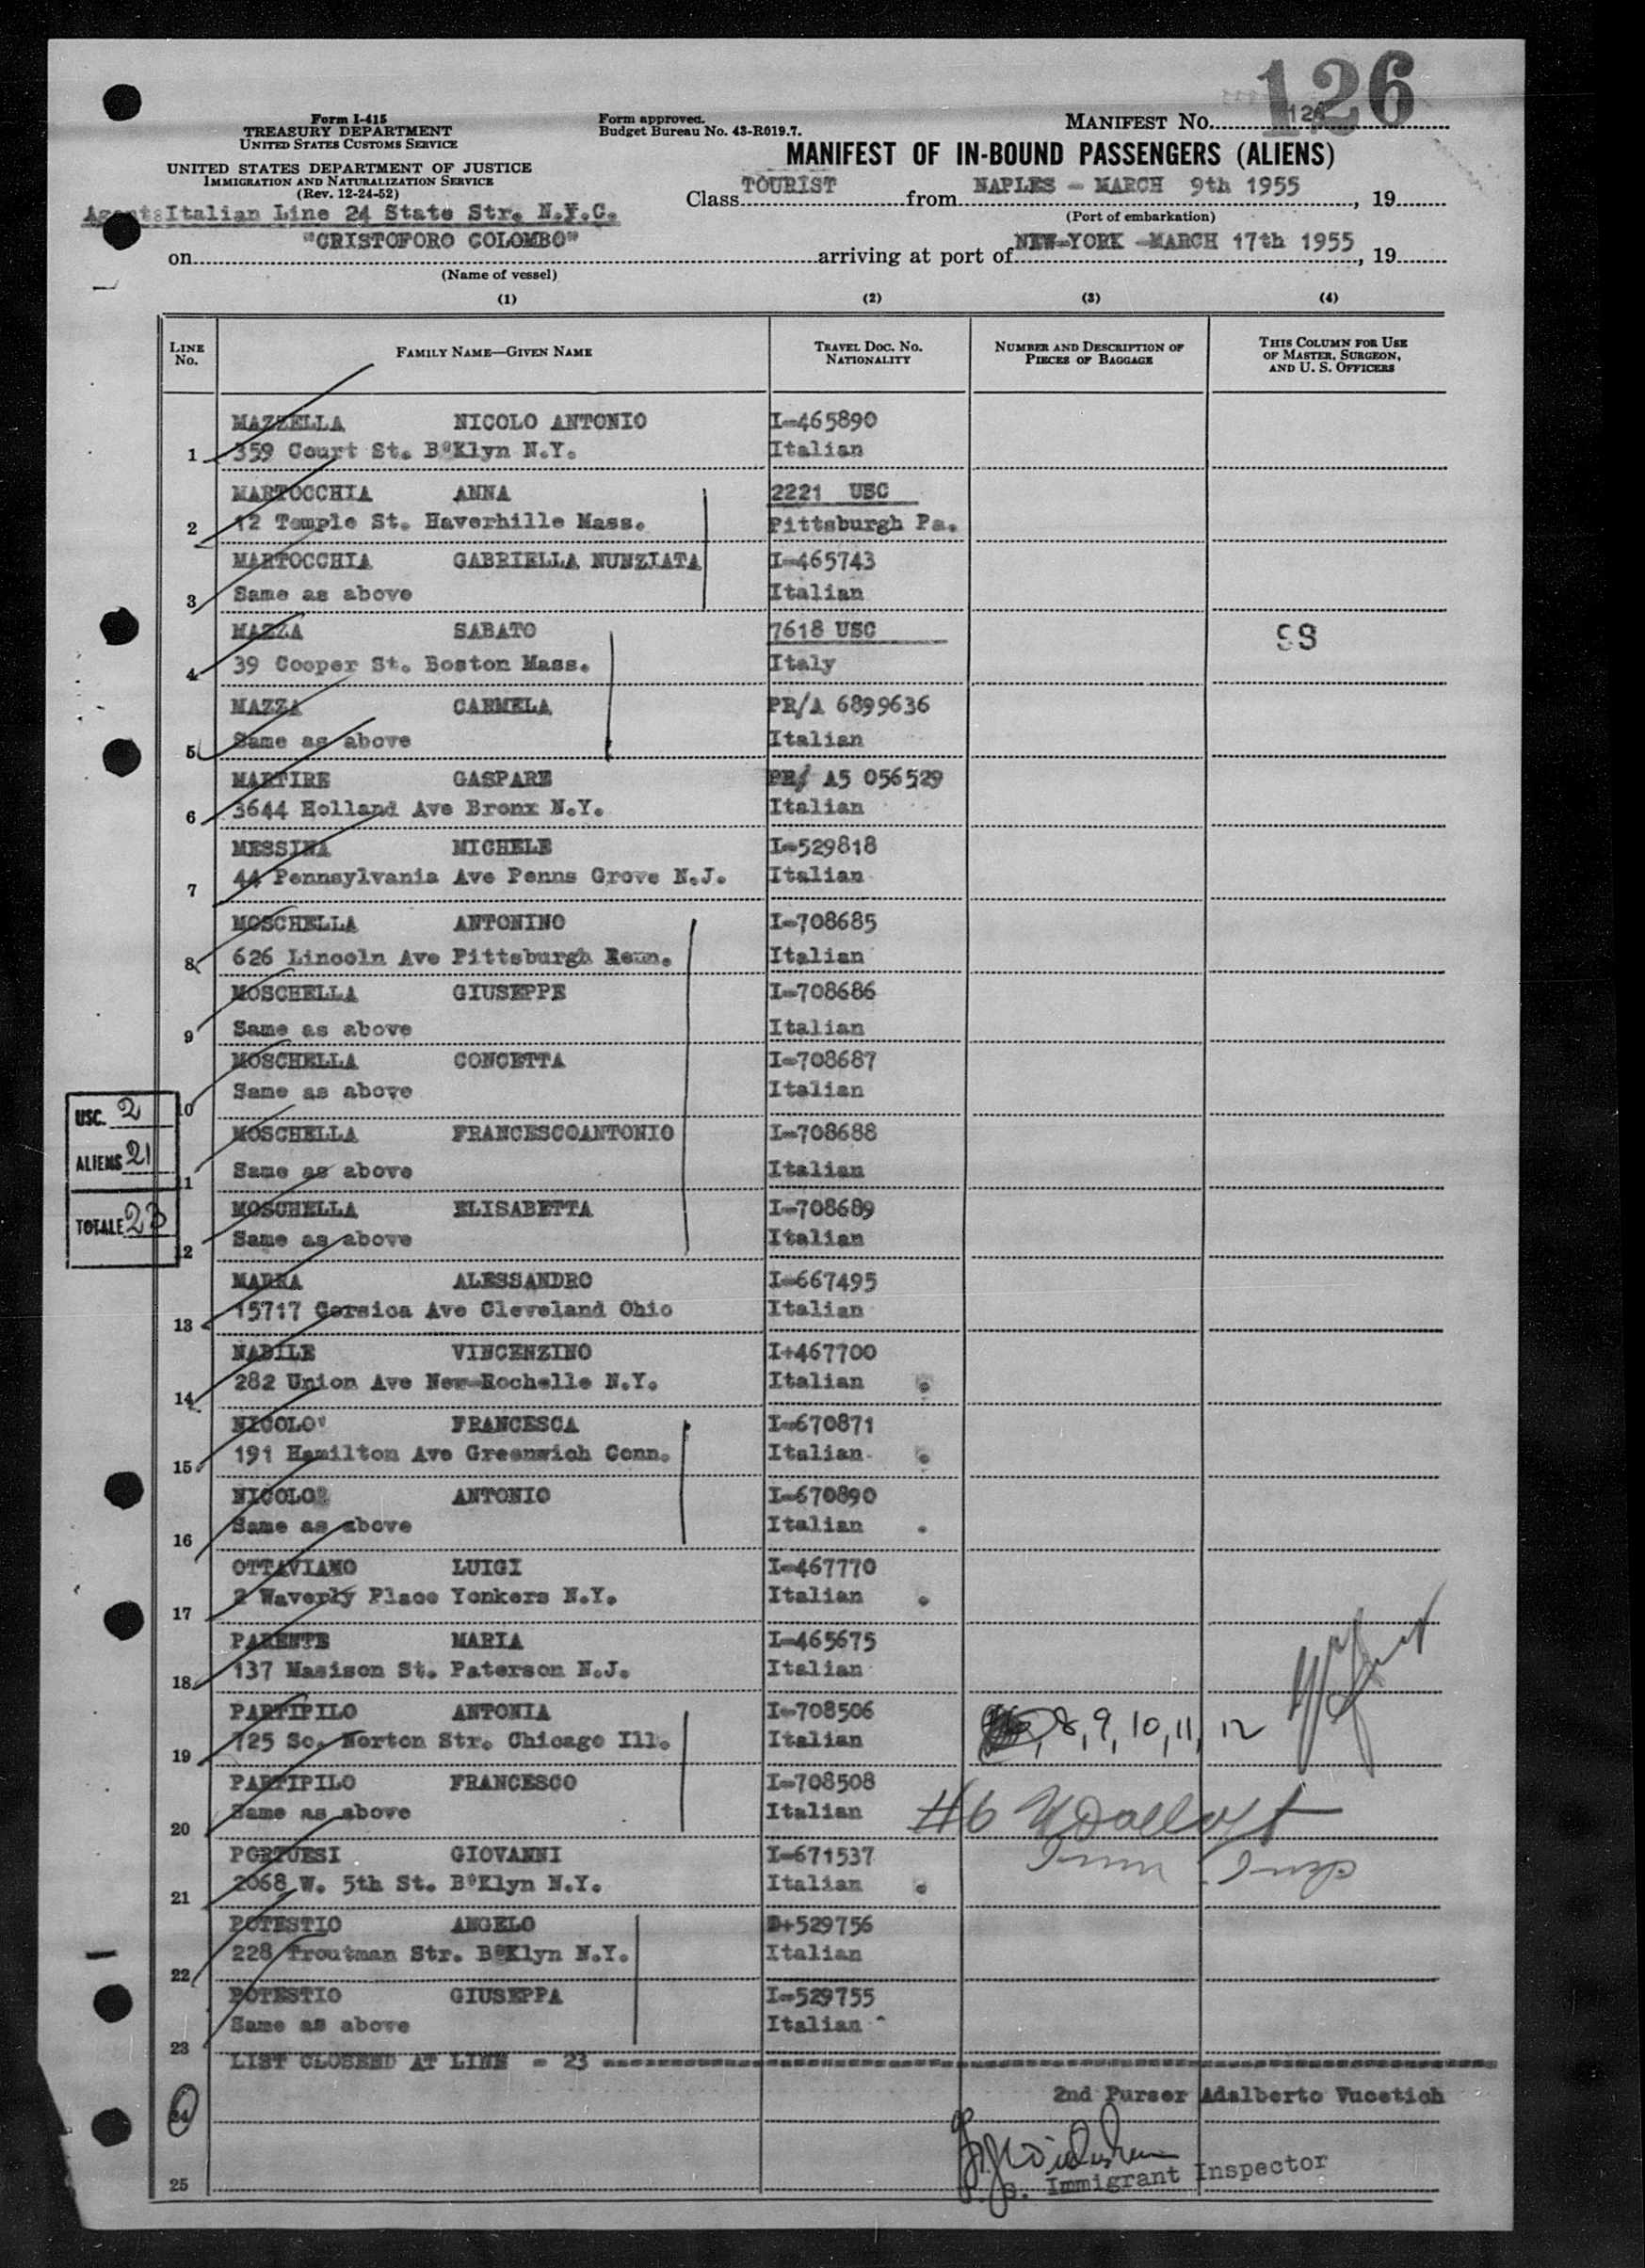 126
Form I-415
TREASURY DEPARTMENT
UNITED STATES CUSTOMS SERVICE
Form approved.
Budget Bureau No. 43-R019.7.
MANIFEST NO. 126
MANIFEST OF IN-BOUND PASSENGERS (ALIENS)
UNITED STATES DEPARTMENT OF JUSTICE
IMMIGRATION AND NATURALIZATION SERVICE
(Rev. 12-24-52)
Class TOURIST from NAPLES - MARCH 9th 1955, 19
(Port of embarkation)
Agents Italian Line 24 State Str. N.Y.C.
on "CRISTOFORO COLOMBO" arriving at port of NEW-YORK -MARCH 17th 1955, 19
(Name of vessel)
(1) (2) (3) (4)
LINE NO. FAMILY NAME—GIVEN NAME TRAVEL DOC. NO. NATIONALITY NUMBER AND DESCRIPTION OF PIECES OF BAGGAGE THIS COLUMN FOR USE OF MASTER, SURGEON, AND U. S. OFFICERS
MAZZELLA NICOLO ANTONIO I-465890
1 359 Court St. B°Klyn N.Y. Italian
MARTOCCHIA ANNA 2221 USC
2 12 Temple St. Haverhille Mass. Pittsburgh Pa.
MARTOCCHIA GABRIELLA NUNZIATA I-465743
3 Same as above Italian
MAZZA SABATO 7618 USC 98
4 39 Cooper St. Boston Mass. Italy
MAZZA CARMELA PR/A 6899636
5 Same as above Italian
MARTIRE GASPARE PR/ A5 056529
6 3644 Holland Ave Bronx N.Y. Italian
MESSINA MICHELE I-529818
7 44 Pennsylvania Ave Penns Grove N.J. Italian
MOSCHELLA ANTONINO I-708685
8 626 Lincoln Ave Pittsburgh Penn. Italian
MOSCHELLA GIUSEPPE I-708686
9 Same as above Italian
MOSCHELLA CONCETTA I-708687
10 Same as above Italian
USC. 2
ALIENS 21
TOTALE 23
MOSCHELLA FRANCESCOANTONIO I-708688
11 Same as above Italian
MOSCHELLA ELISABETTA I-708689
12 Same as above Italian
MARRA ALESSANDRO I-667495
13 15717 Corsica Ave Cleveland Ohio Italian
NABILE VINCENZINO I+467700
14 282 Union Ave New-Rochelle N.Y. Italian
NICOLO' FRANCESCA I-670871
15 191 Hamilton Ave Greenwich Conn. Italian
NICOLO' ANTONIO I-670890
16 Same as above Italian
OTTAVIANO LUIGI I-467770
17 2 Waverly Place Yonkers N.Y. Italian
PARENTE MARIA I-465675
18 137 Masison St. Paterson N.J. Italian
PARTIPILO ANTONIA I-708506
19 725 So. Norton Str. Chicago Ill. Italian , 8, 9, 10, 11, 12
PARTIPILO FRANCESCO I-708508
20 Same as above Italian #6
PORTUESI GIOVANNI I-671537
21 2068 W. 5th St. B°Klyn N.Y. Italian
POTESTIO ANGELO +529756
22 228 Troutman Str. B°Klyn N.Y. Italian
POTESTIO GIUSEPPA I-529755
23 Same as above Italian
LIST CLOSEND AT LINE - 23
2nd Purser Adalberto Vucetich
24
S. Immigrant Inspector
25